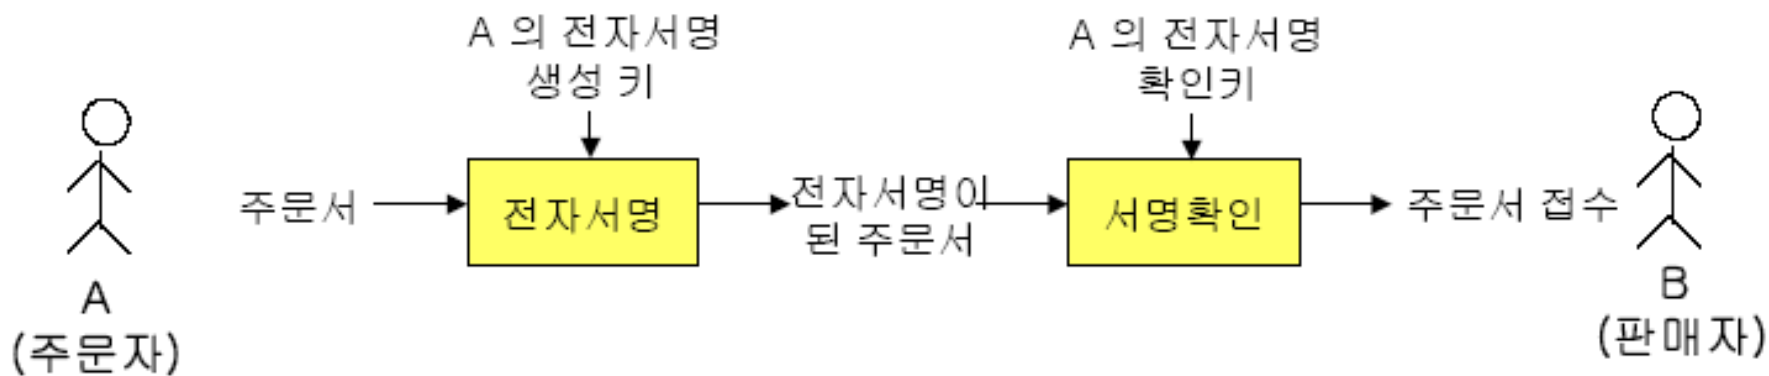 A 의 전자서명
생성 키
A 의 전자서명
확인키
주문서
전자서명
전자서명이
된 주문서
서명확인
주문서 접수
A
(주문자)
B
(판매자)